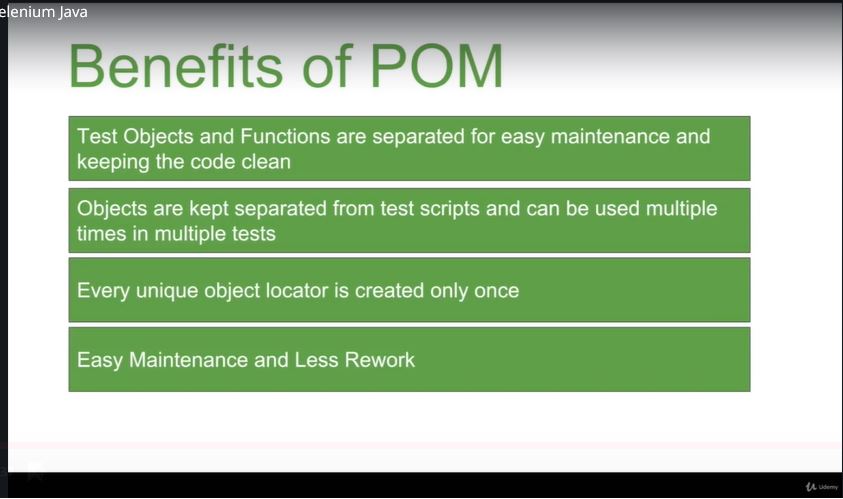 elenium Java
Benefits of POM
Test Objects and Functions are separated for easy maintenance and
keeping the code clean
Objects are kept separated from test scripts and can be used multiple
times in multiple tests
Every unique object locator is created only once
Easy Maintenance and Less Rework
Udemy